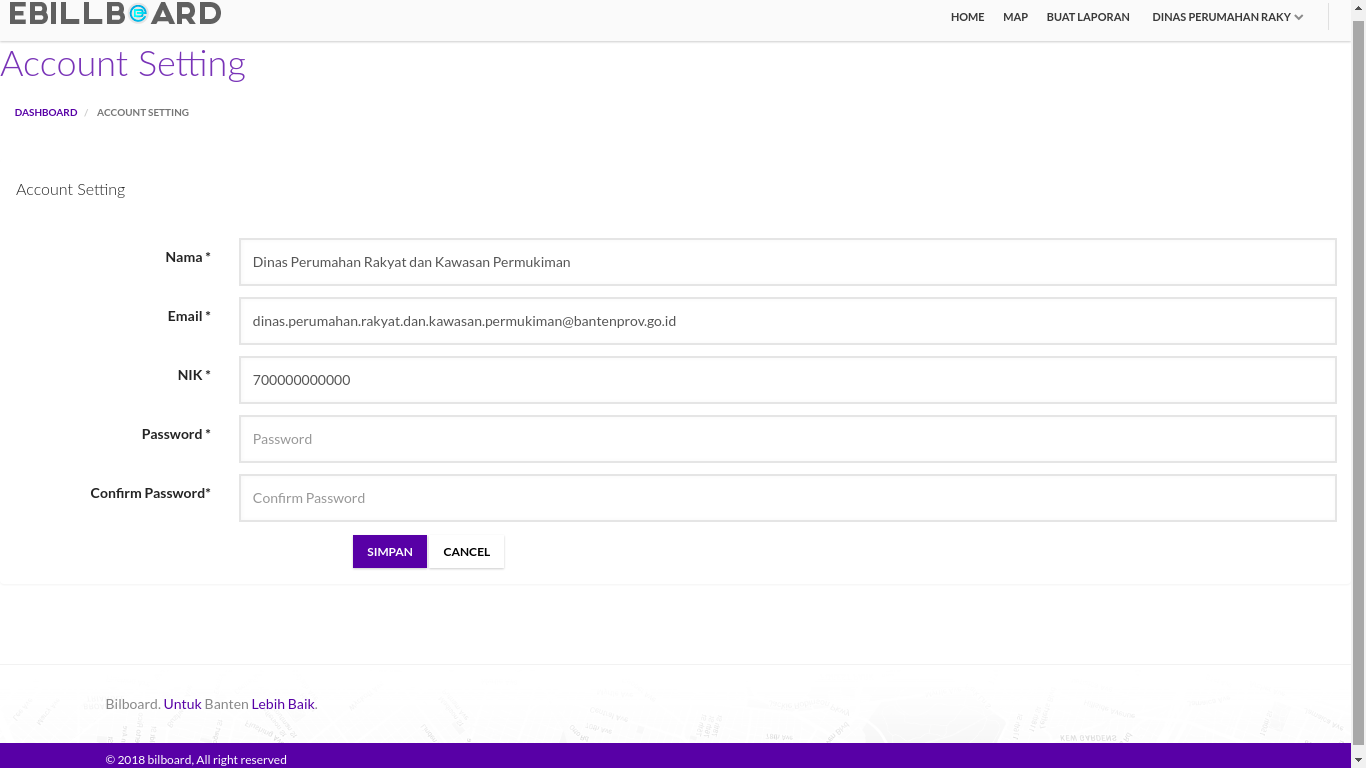 EBILLBOARD
HOME MAP BUAT LAPORAN DINAS PERUMAHAN RAKY
Account Setting
DASHBOARD / ACCOUNT SETTING
Account Setting
Nama * Dinas Perumahan Rakyat dan Kawasan Permukiman
Email * dinas.perumahan.rakyat.dan.kawasan.permukiman@bantenprov.go.id
NIK * 700000000000
Password * Password
Confirm Password* Confirm Password
SIMPAN CANCEL
Bilboard. Untuk Banten Lebih Baik.
© 2018 bilboard, All right reserved